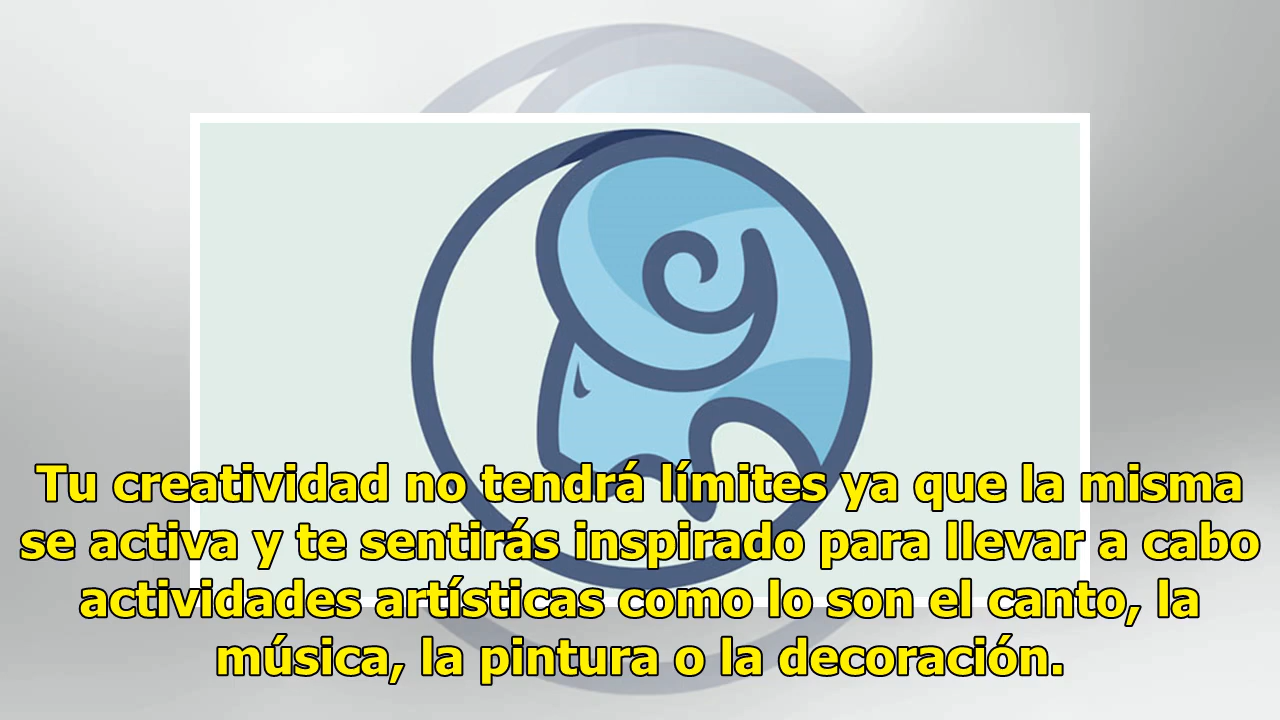 Tu creatividad no tendrá límites ya que la misma
se activa y te sentirás inspirado para llevar a cabo
actividades artísticas como lo son el canto, la
música, la pintura o la decoración.